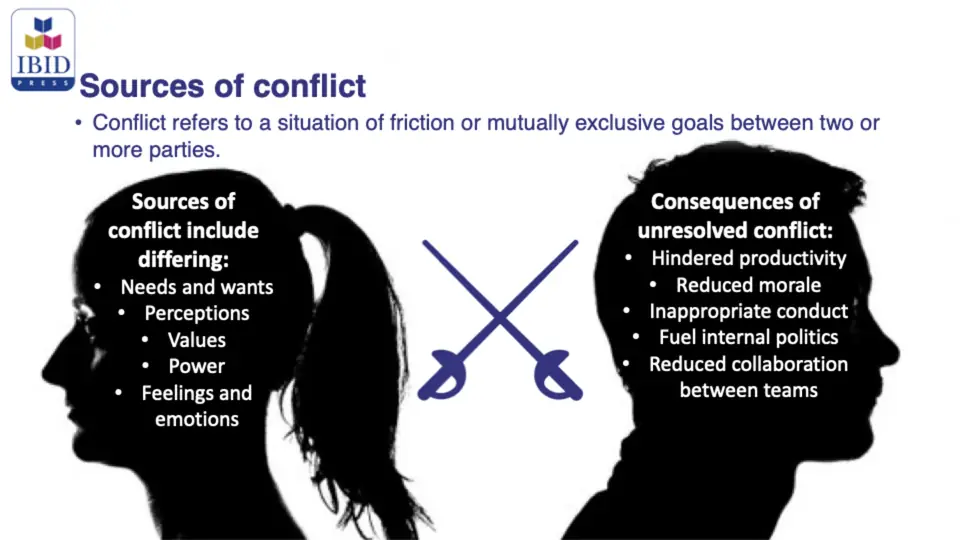 IBID
PRESS
Sources of conflict
• Conflict refers to a situation of friction or mutually exclusive goals between two or
more parties.
Sources of
conflict include
differing:
• Needs and wants
• Perceptions
• Values
• Power
• Feelings and
emotions
Consequences of
unresolved conflict:
• Hindered productivity
• Reduced morale
• Inappropriate conduct
• Fuel internal politics
• Reduced collaboration
between teams